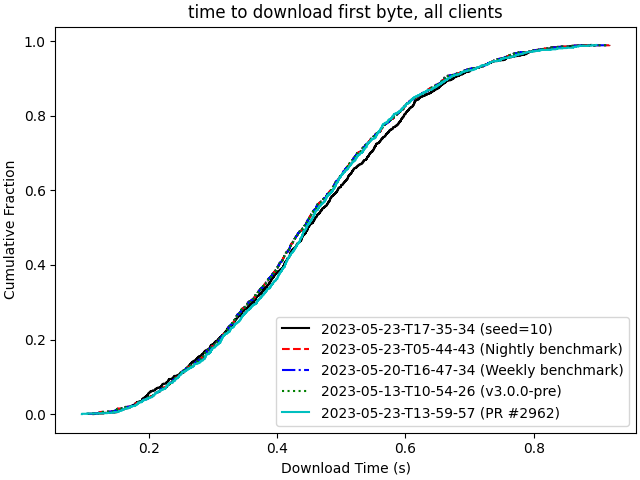 time to download first byte, all clients
1.0
0.8
0.6
0.4
0.2
0.0
Cumulative Fraction
2023-05-23-T17-35-34 (seed=10)
2023-05-23-T05-44-43 (Nightly benchmark)
2023-05-20-T16-47-34 (Weekly benchmark)
2023-05-13-T10-54-26 (v3.0.0-pre)
2023-05-23-T13-59-57 (PR #2962)
0.2 0.4 0.6 0.8
Download Time (s)